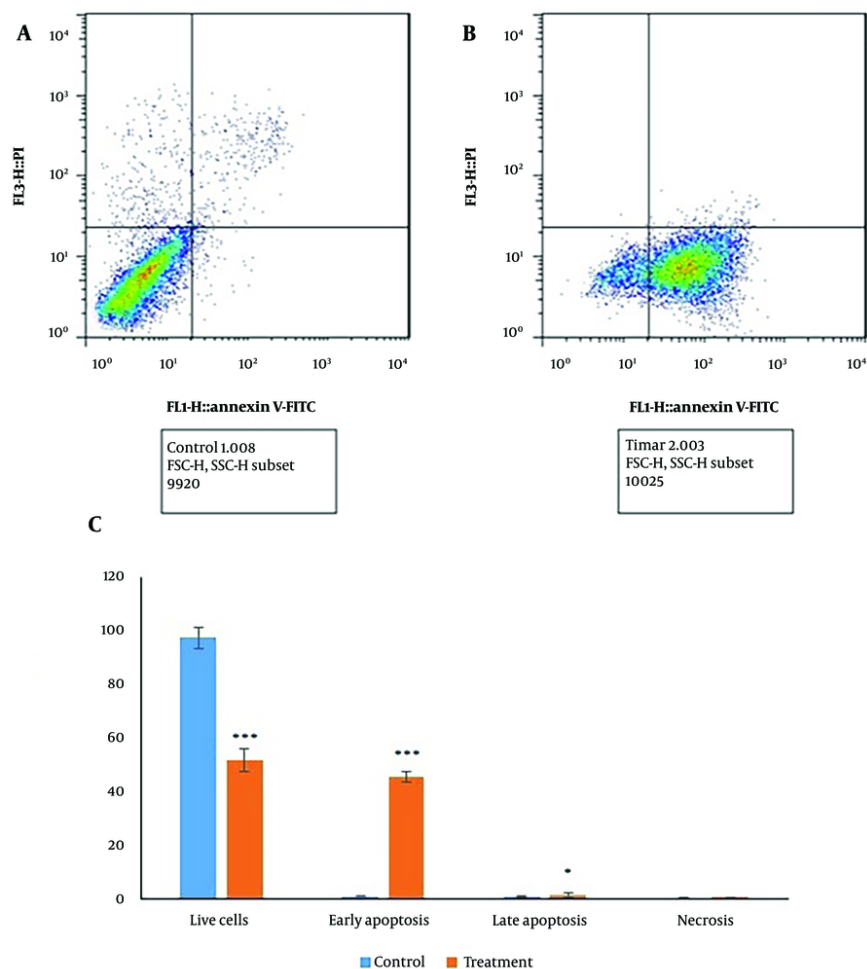 A
10⁴
10³
10²
10¹
10⁰
FL3-H::PI
10⁰ 10¹ 10² 10³ 10⁴
FL1-H::annexin V-FITC
Control 1.008
FSC-H, SSC-H subset
9920
B
10⁴
10³
10²
10¹
10⁰
FL3-H::PI
10⁰ 10¹ 10² 10³ 10⁴
FL1-H::annexin V-FITC
Timar 2.003
FSC-H, SSC-H subset
10025
C
120
100
80
60
40
20
0
***
***
*
Live cells Early apoptosis Late apoptosis Necrosis
Control Treatment